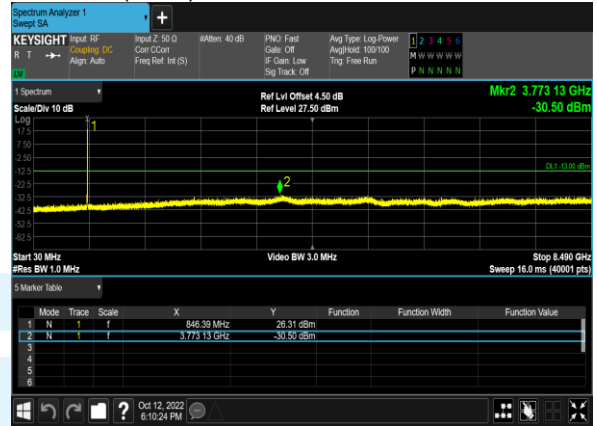 Spectrum Analyzer 1
Swept SA
+
KEYSIGHT Input: RF Input Z: 50 Ω #Atten: 40 dB PNO: Fast Avg Type: Log-Power 1 2 3 4 5 6
R T Coupling: DC Corr CCorr Gate: Off Avg|Hold: 100/100 M W W W W W
Align: Auto Freq Ref: Int (S) IF Gain: Low Trig: Free Run P N N N N N
LW Sig Track: Off
1 Spectrum Ref Lvl Offset 4.50 dB Mkr2 3.773 13 GHz
Scale/Div 10 dB Ref Level 27.50 dBm -30.50 dBm
Log
1
17.5
7.50
-2.50
DL1 -13.00 dBm
-12.5
2
-22.5
-32.5
-42.5
-52.5
-62.5
Start 30 MHz Video BW 3.0 MHz Stop 8.490 GHz
#Res BW 1.0 MHz Sweep 16.0 ms (40001 pts)
5 Marker Table
Mode Trace Scale X Y Function Function Width Function Value
1 N 1 f 846.39 MHz 26.31 dBm
2 N 1 f 3.773 13 GHz -30.50 dBm
3
4
5
6
? Oct 12, 2022
6:10:24 PM